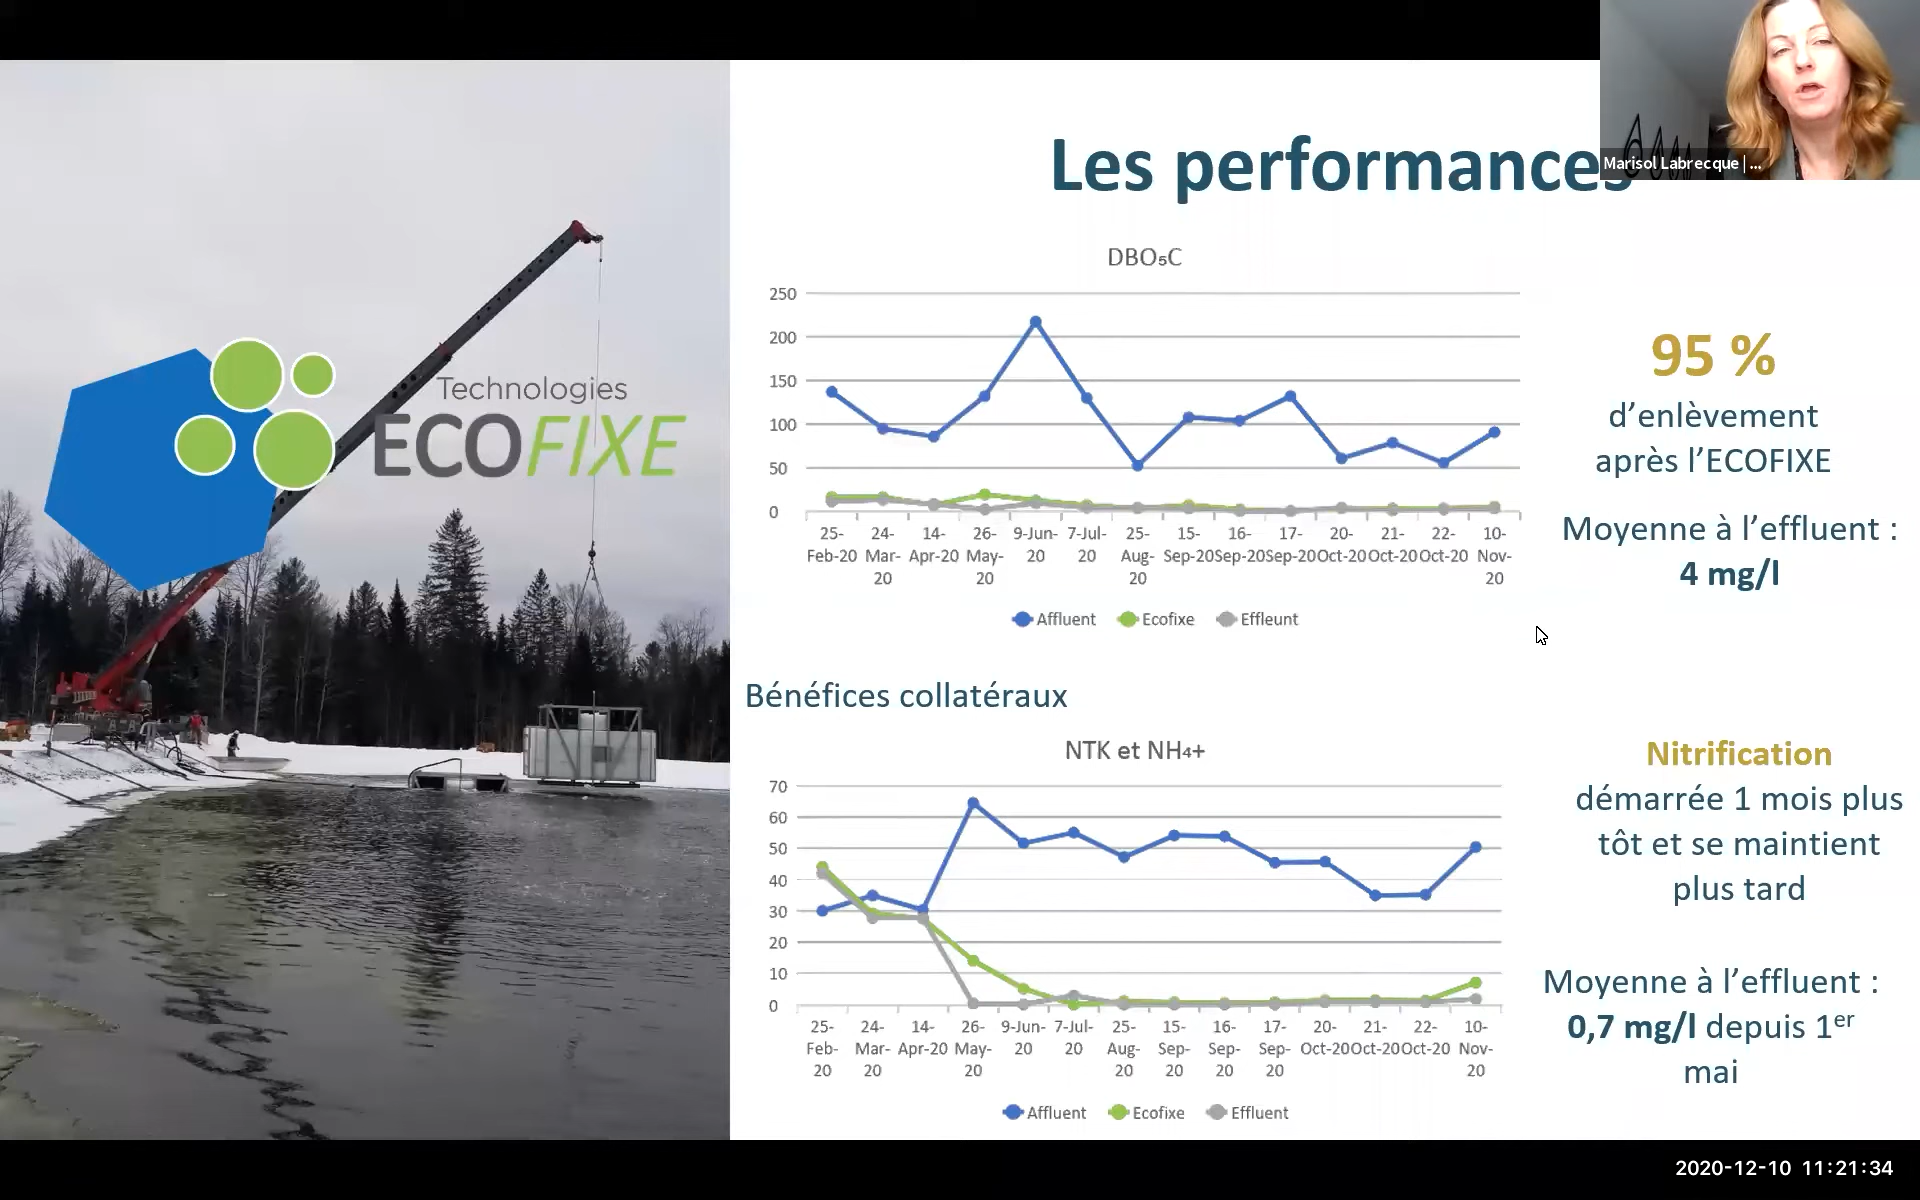 Marisol Labrecque | ...
Les performances
Technologies
ECOFIXE
DBO₅C
250
200
150
100
50
0
25- 24- 14- 26- 9-Jun- 7-Jul- 25- 15- 16- 17- 20- 21- 22- 10-
Feb-20 Mar- Apr-20 May- 20 20 Aug- Sep-20 Sep-20 Sep-20 Oct-20 Oct-20 Oct-20 Nov-
20 20 20 20
Affluent Ecofixe Effleunt
95 %
d’enlèvement
après l’ECOFIXE
Moyenne à l’effluent :
4 mg/l
Bénéfices collatéraux
NTK et NH₄+
70
60
50
40
30
20
10
0
25- 24- 14- 26- 9-Jun- 7-Jul- 25- 15- 16- 17- 20- 21- 22- 10-
Feb- Mar- Apr-20 May- 20 20 Aug- Sep- Sep- Sep- Oct-20 Oct-20 Oct-20 Nov-
20 20 20 20 20 20 20 20
Affluent Ecofixe Effluent
Nitrification
démarrée 1 mois plus
tôt et se maintient
plus tard
Moyenne à l’effluent :
0,7 mg/l depuis 1er
mai
2020-12-10 11:21:34